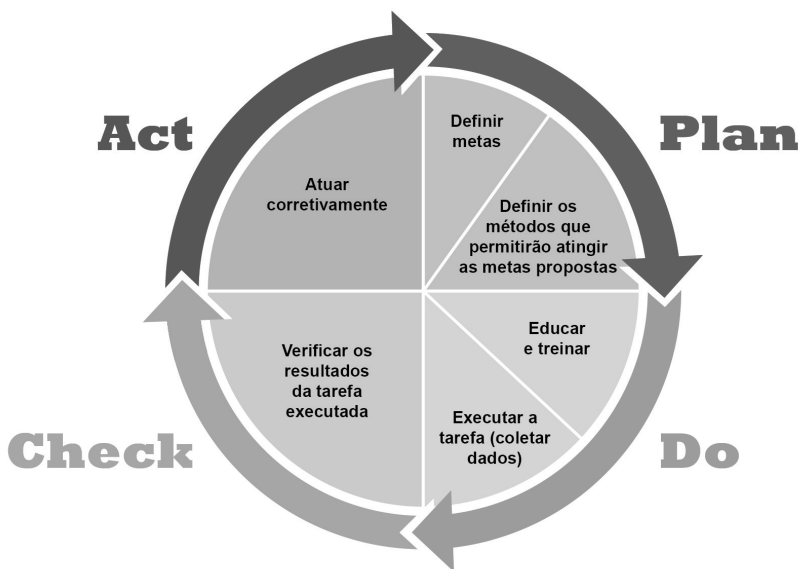 Act
Plan
Definir
metas
Atuar
corretivamente
Definir os
métodos que
permitirão atingir
as metas propostas
Educar
e treinar
Verificar os
resultados
da tarefa
executada
Executar a
tarefa (coletar
dados)
Check
Do